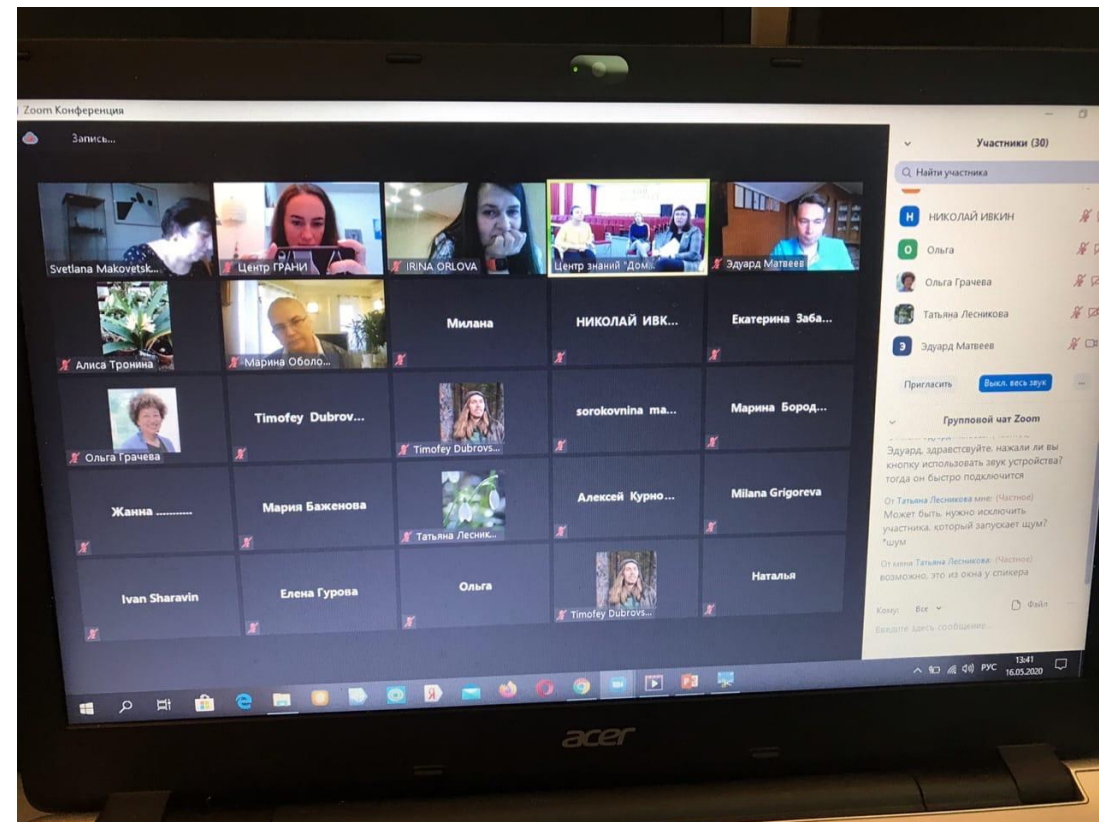 Zoom Конференция
Запись...
Svetlana Makovetsk...
Центр ГРАНИ
IRINA ORLOVA
Центр знаний "Дом...
Эдуард Матвеев
Алиса Тронина
Марина Оболо...
Милана
НИКОЛАЙ ИВК...
Екатерина Заба...
Ольга Грачева
Timofey Dubrov...
Timofey Dubrovs...
sorokovnina ma...
Марина Бород...
Жанна ...........
Мария Баженова
Татьяна Лесник...
Алексей Курно...
Milana Grigoreva
Ivan Sharavin
Елена Гурова
Ольга
Timofey Dubrovs...
Наталья
Участники (30)
Найти участника
Н НИКОЛАЙ ИВКИН
О Ольга
Ольга Грачева
Татьяна Лесникова
Э Эдуард Матвеев
Пригласить Выкл. весь звук ...
Групповой чат Zoom
Эдуард, здравствуйте. нажали ли вы
кнопку использовать звук устройства?
тогда он быстро подключится
От Татьяна Лесникова мне: (Частное)
Может быть, нужно исключить
участника, который запускает щум?
*шум
От меня Татьяна Лесникова: (Частное)
возможно, это из окна у спикера
Кому: Все Файл
Введите здесь сообщение...
РУС 13:41
16.05.2020
acer